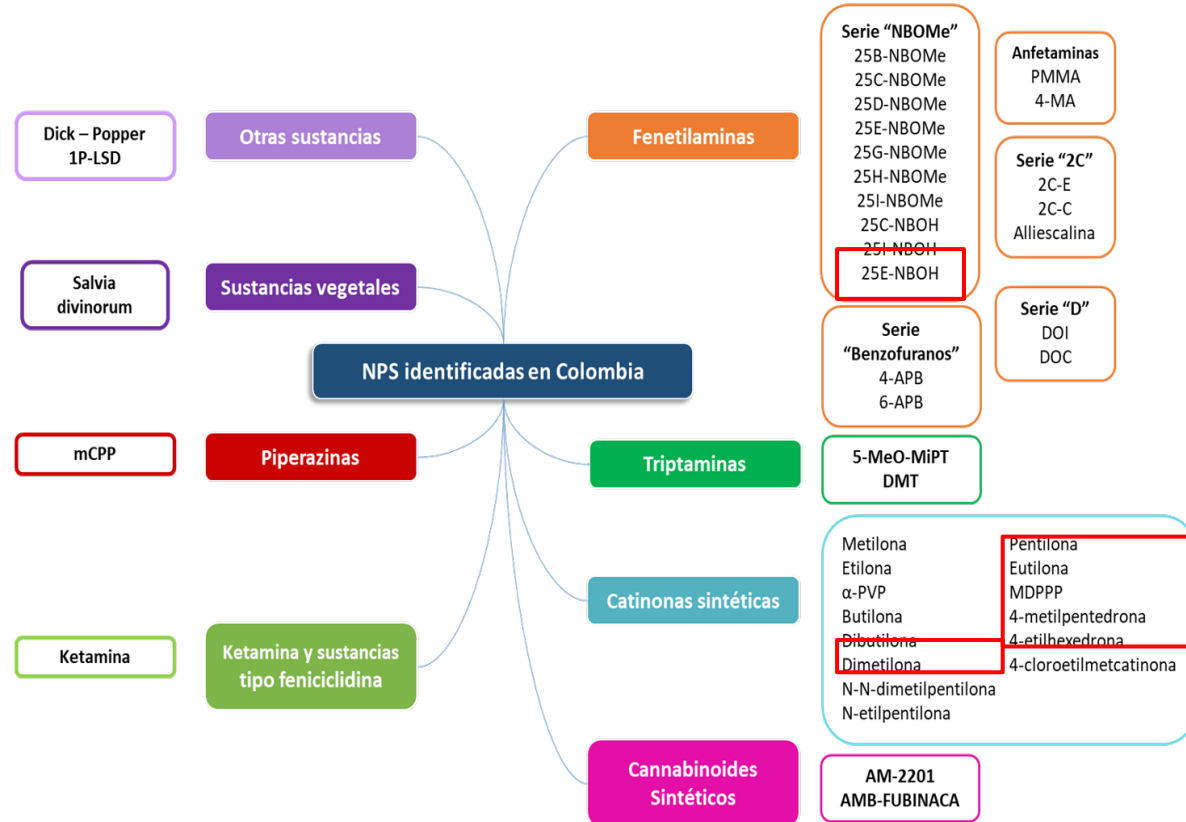 NPS identificadas en Colombia
Otras sustancias
Dick – Popper
1P-LSD
Sustancias vegetales
Salvia
divinorum
Piperazinas
mCPP
Ketamina y sustancias
tipo feniciclidina
Ketamina
Fenetilaminas
Serie “NBOMe”
25B-NBOMe
25C-NBOMe
25D-NBOMe
25E-NBOMe
25G-NBOMe
25H-NBOMe
25I-NBOMe
25C-NBOH
25I-NBOH
25E-NBOH
Anfetaminas
PMMA
4-MA
Serie “2C”
2C-E
2C-C
Alliescalina
Serie “D”
DOI
DOC
Serie
“Benzofuranos”
4-APB
6-APB
Triptaminas
5-MeO-MiPT
DMT
Catinonas sintéticas
Metilona
Etilona
α-PVP
Butilona
Dibutilona
Dimetilona
N-N-dimetilpentilona
N-etilpentilona
Pentilona
Eutilona
MDPPP
4-metilpentedrona
4-etilhexedrona
4-cloroetilmetcatinona
Cannabinoides
Sintéticos
AM-2201
AMB-FUBINACA